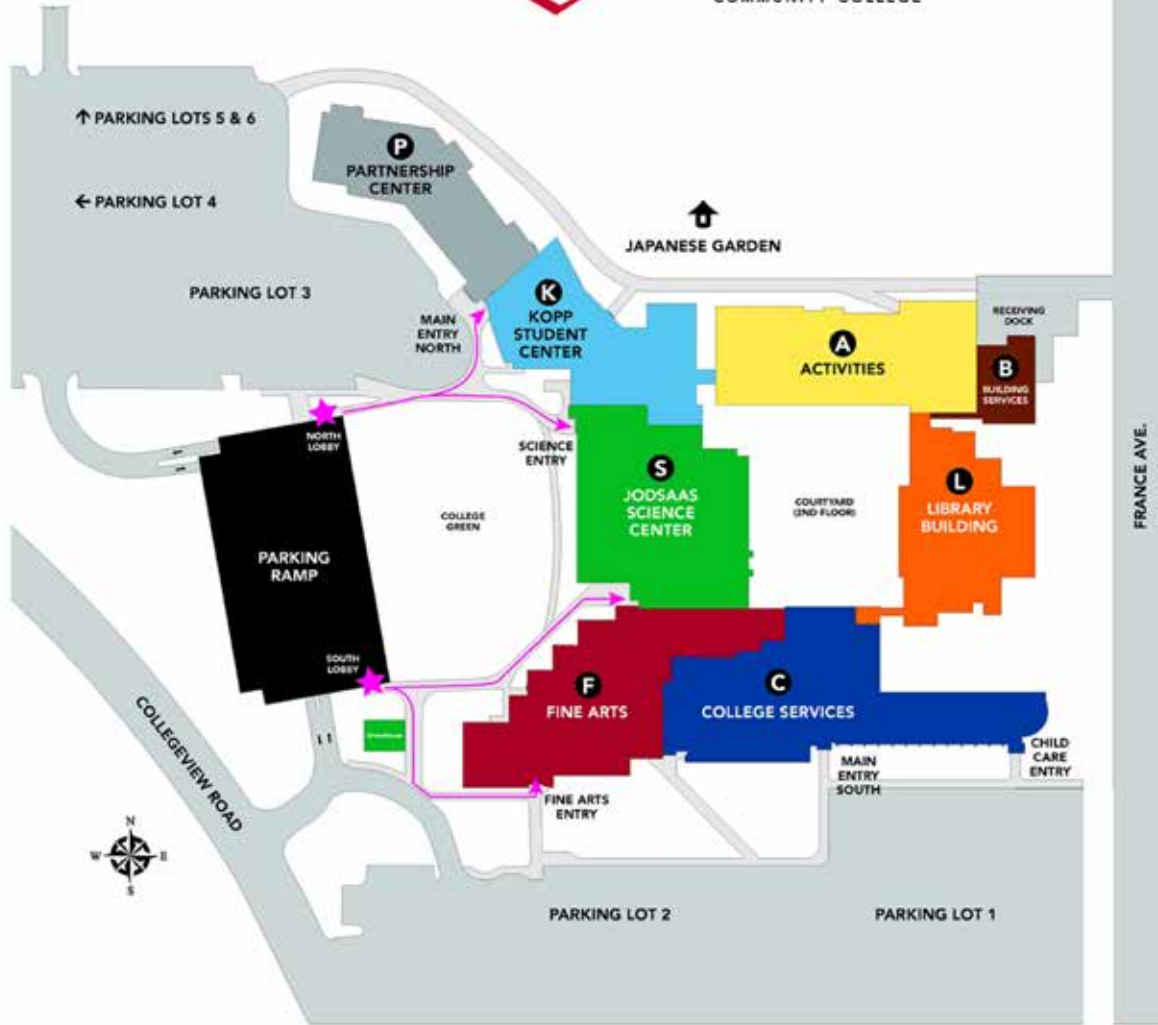 COMMUNITY COLLEGE
↑ PARKING LOTS 5 & 6
← PARKING LOT 4
PARKING LOT 3
P
PARTNERSHIP
CENTER
JAPANESE GARDEN
K
KOPP
STUDENT
CENTER
MAIN
ENTRY
NORTH
A
ACTIVITIES
RECEIVING
DOCK
B
BUILDING
SERVICES
NORTH
LOBBY
SCIENCE
ENTRY
S
JODSAAS
SCIENCE
CENTER
COLLEGE
GREEN
COURTYARD
(2ND FLOOR)
L
LIBRARY
BUILDING
FRANCE AVE.
PARKING
RAMP
SOUTH
LOBBY
F
FINE ARTS
C
COLLEGE SERVICES
COLLEGEVIEW ROAD
MAIN
ENTRY
SOUTH
CHILD
CARE
ENTRY
FINE ARTS
ENTRY
N
W E
S
PARKING LOT 2
PARKING LOT 1